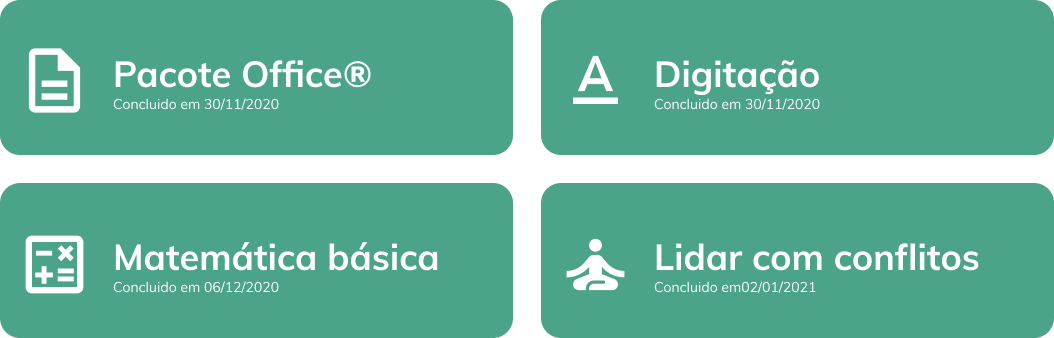 Pacote Office®
Concluido em 30/11/2020
Digitação
Concluido em 30/11/2020
Matemática básica
Concluido em 06/12/2020
Lidar com conflitos
Concluido em02/01/2021